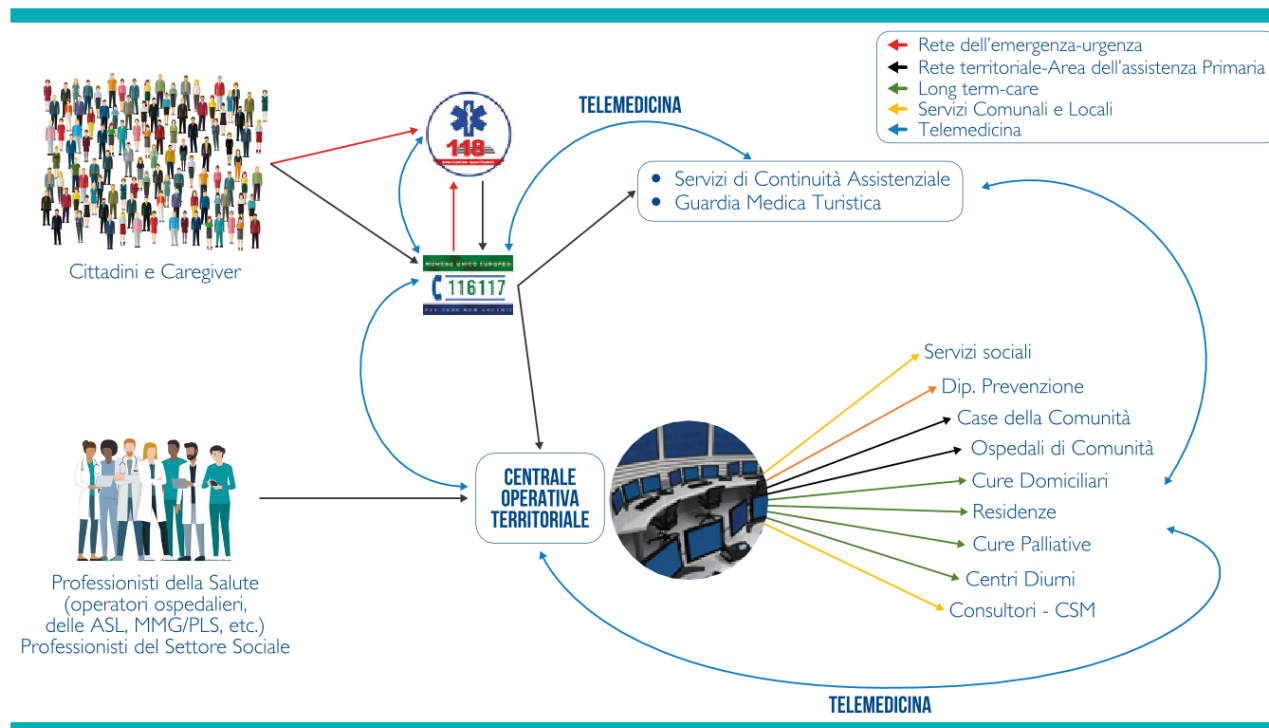 Rete dell'emergenza-urgenza
Rete territoriale-Area dell'assistenza Primaria
Long term-care
Servizi Comunali e Locali
Telemedicina
TELEMEDICINA
118
Servizi di Continuità Assistenziale
Guardia Medica Turistica
Cittadini e Caregiver
NUMERO UNICO EUROPEO
116117
Servizi sociali
Dip. Prevenzione
Case della Comunità
Ospedali di Comunità
Cure Domiciliari
Residenze
Cure Palliative
Centri Diurni
Consultori - CSM
CENTRALE
OPERATIVA
TERRITORIALE
Professionisti della Salute
(operatori ospedalieri,
delle ASL, MMG/PLS, etc.)
Professionisti del Settore Sociale
TELEMEDICINA